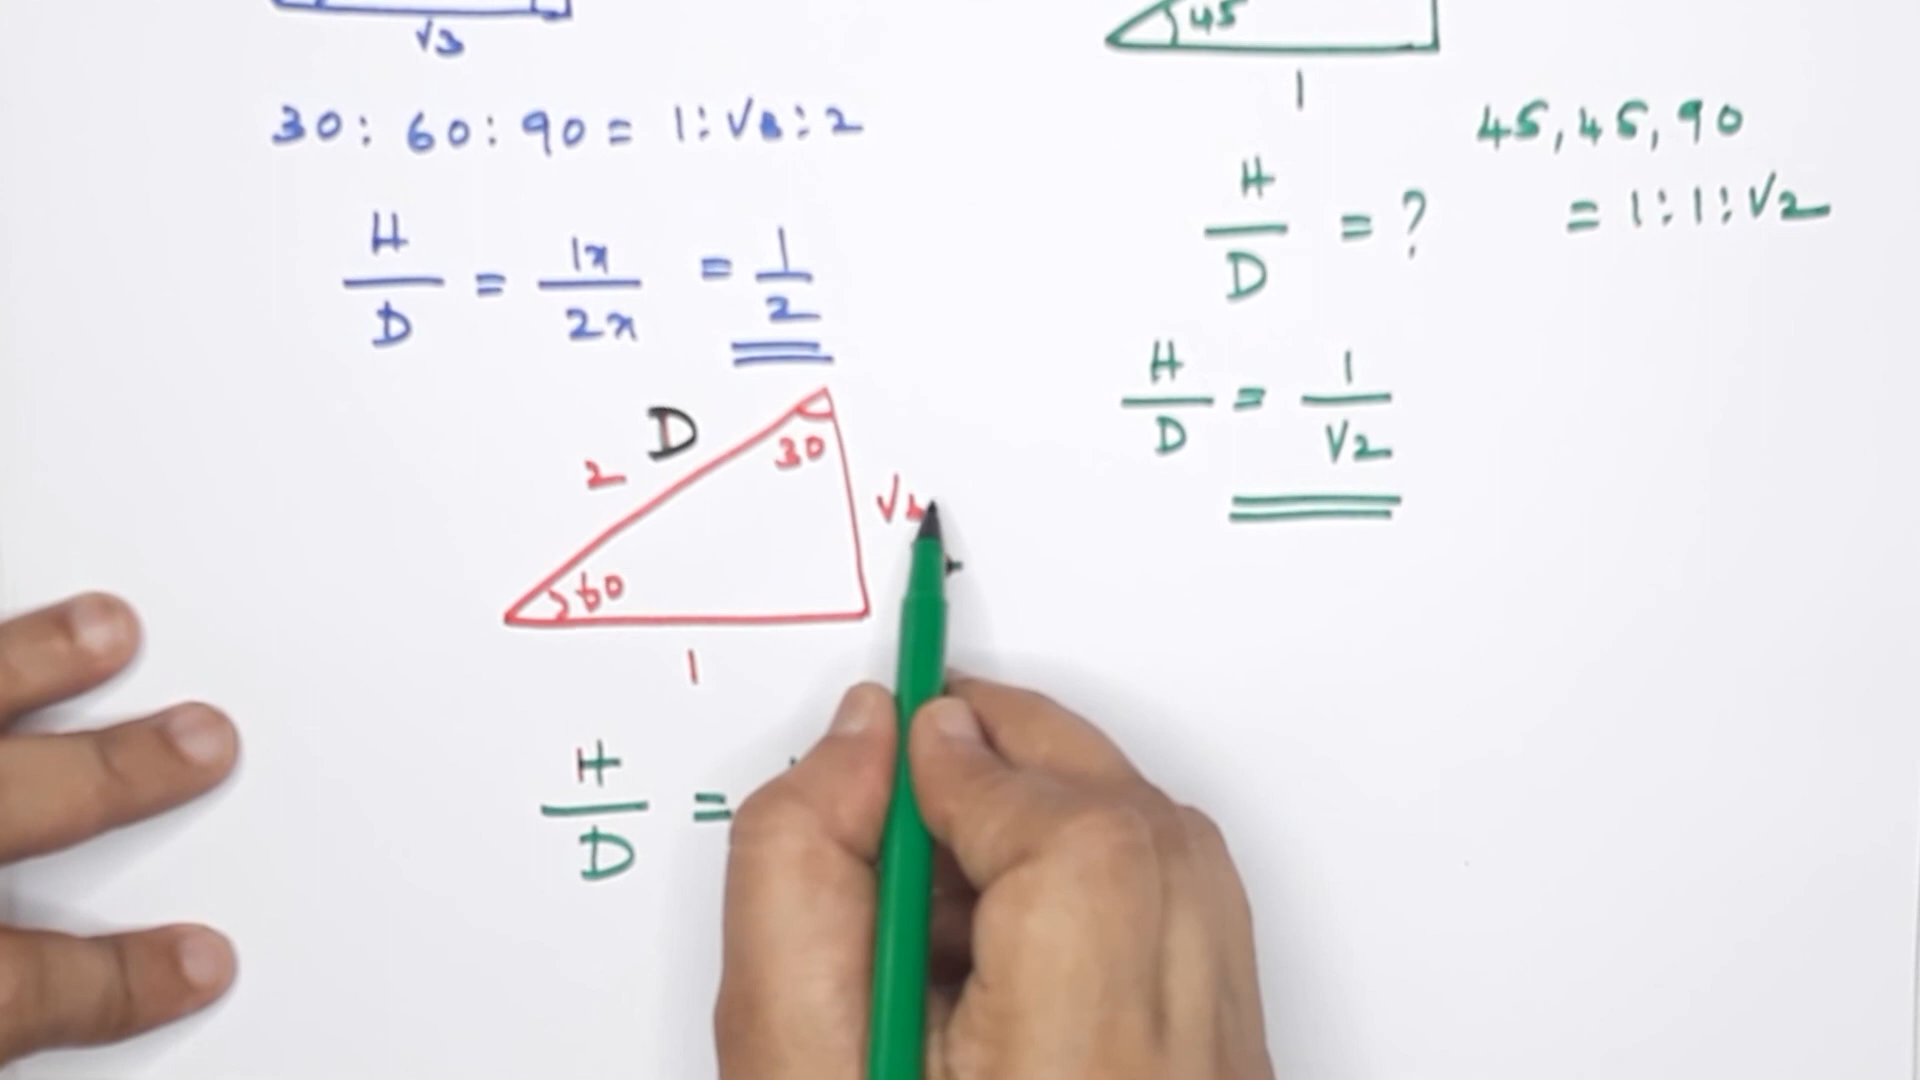 √3
45
1
30: 60: 90 = 1:√3:2
45, 45, 90
= 1:1:√2
H/D = 1x/2x = 1/2
H/D = ?
H/D = 1/√2
D
2
30
60
1
H/D =